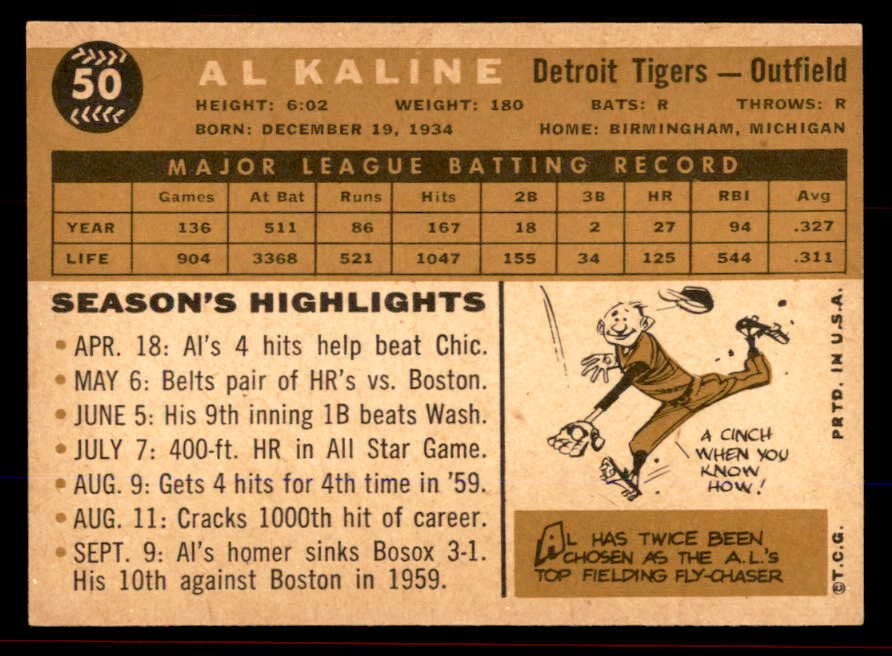 50
AL KALINE Detroit Tigers — Outfield
HEIGHT: 6:02 WEIGHT: 180 BATS: R THROWS: R
BORN: DECEMBER 19, 1934 HOME: BIRMINGHAM, MICHIGAN
MAJOR LEAGUE BATTING RECORD
Games At Bat Runs Hits 2B 3B HR RBI Avg
YEAR 136 511 86 167 18 2 27 94 .327
LIFE 904 3368 521 1047 155 34 125 544 .311
SEASON'S HIGHLIGHTS
• APR. 18: Al's 4 hits help beat Chic.
• MAY 6: Belts pair of HR's vs. Boston.
• JUNE 5: His 9th inning 1B beats Wash.
• JULY 7: 400-ft. HR in All Star Game.
• AUG. 9: Gets 4 hits for 4th time in '59.
• AUG. 11: Cracks 1000th hit of career.
• SEPT. 9: Al's homer sinks Bosox 3-1.
His 10th against Boston in 1959.
A CINCH
WHEN YOU
KNOW
HOW!
AL HAS TWICE BEEN
CHOSEN AS THE A.L.'S
TOP FIELDING FLY-CHASER
PRTD. IN U.S.A.
©T.C.G.